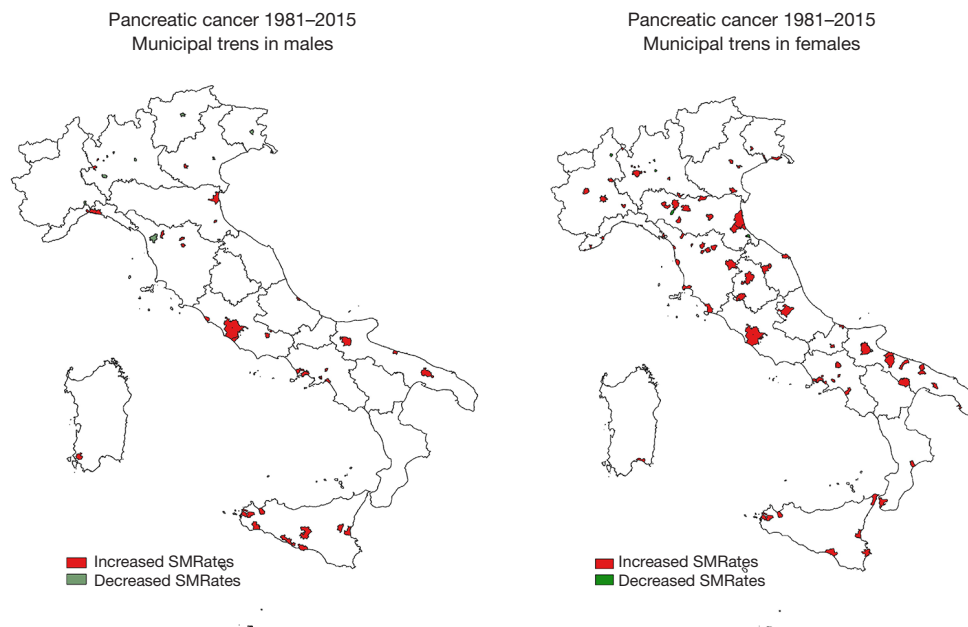 Pancreatic cancer 1981–2015
Municipal trens in males
Pancreatic cancer 1981–2015
Municipal trens in females
Increased SMRates
Decreased SMRates
Increased SMRates
Decreased SMRates